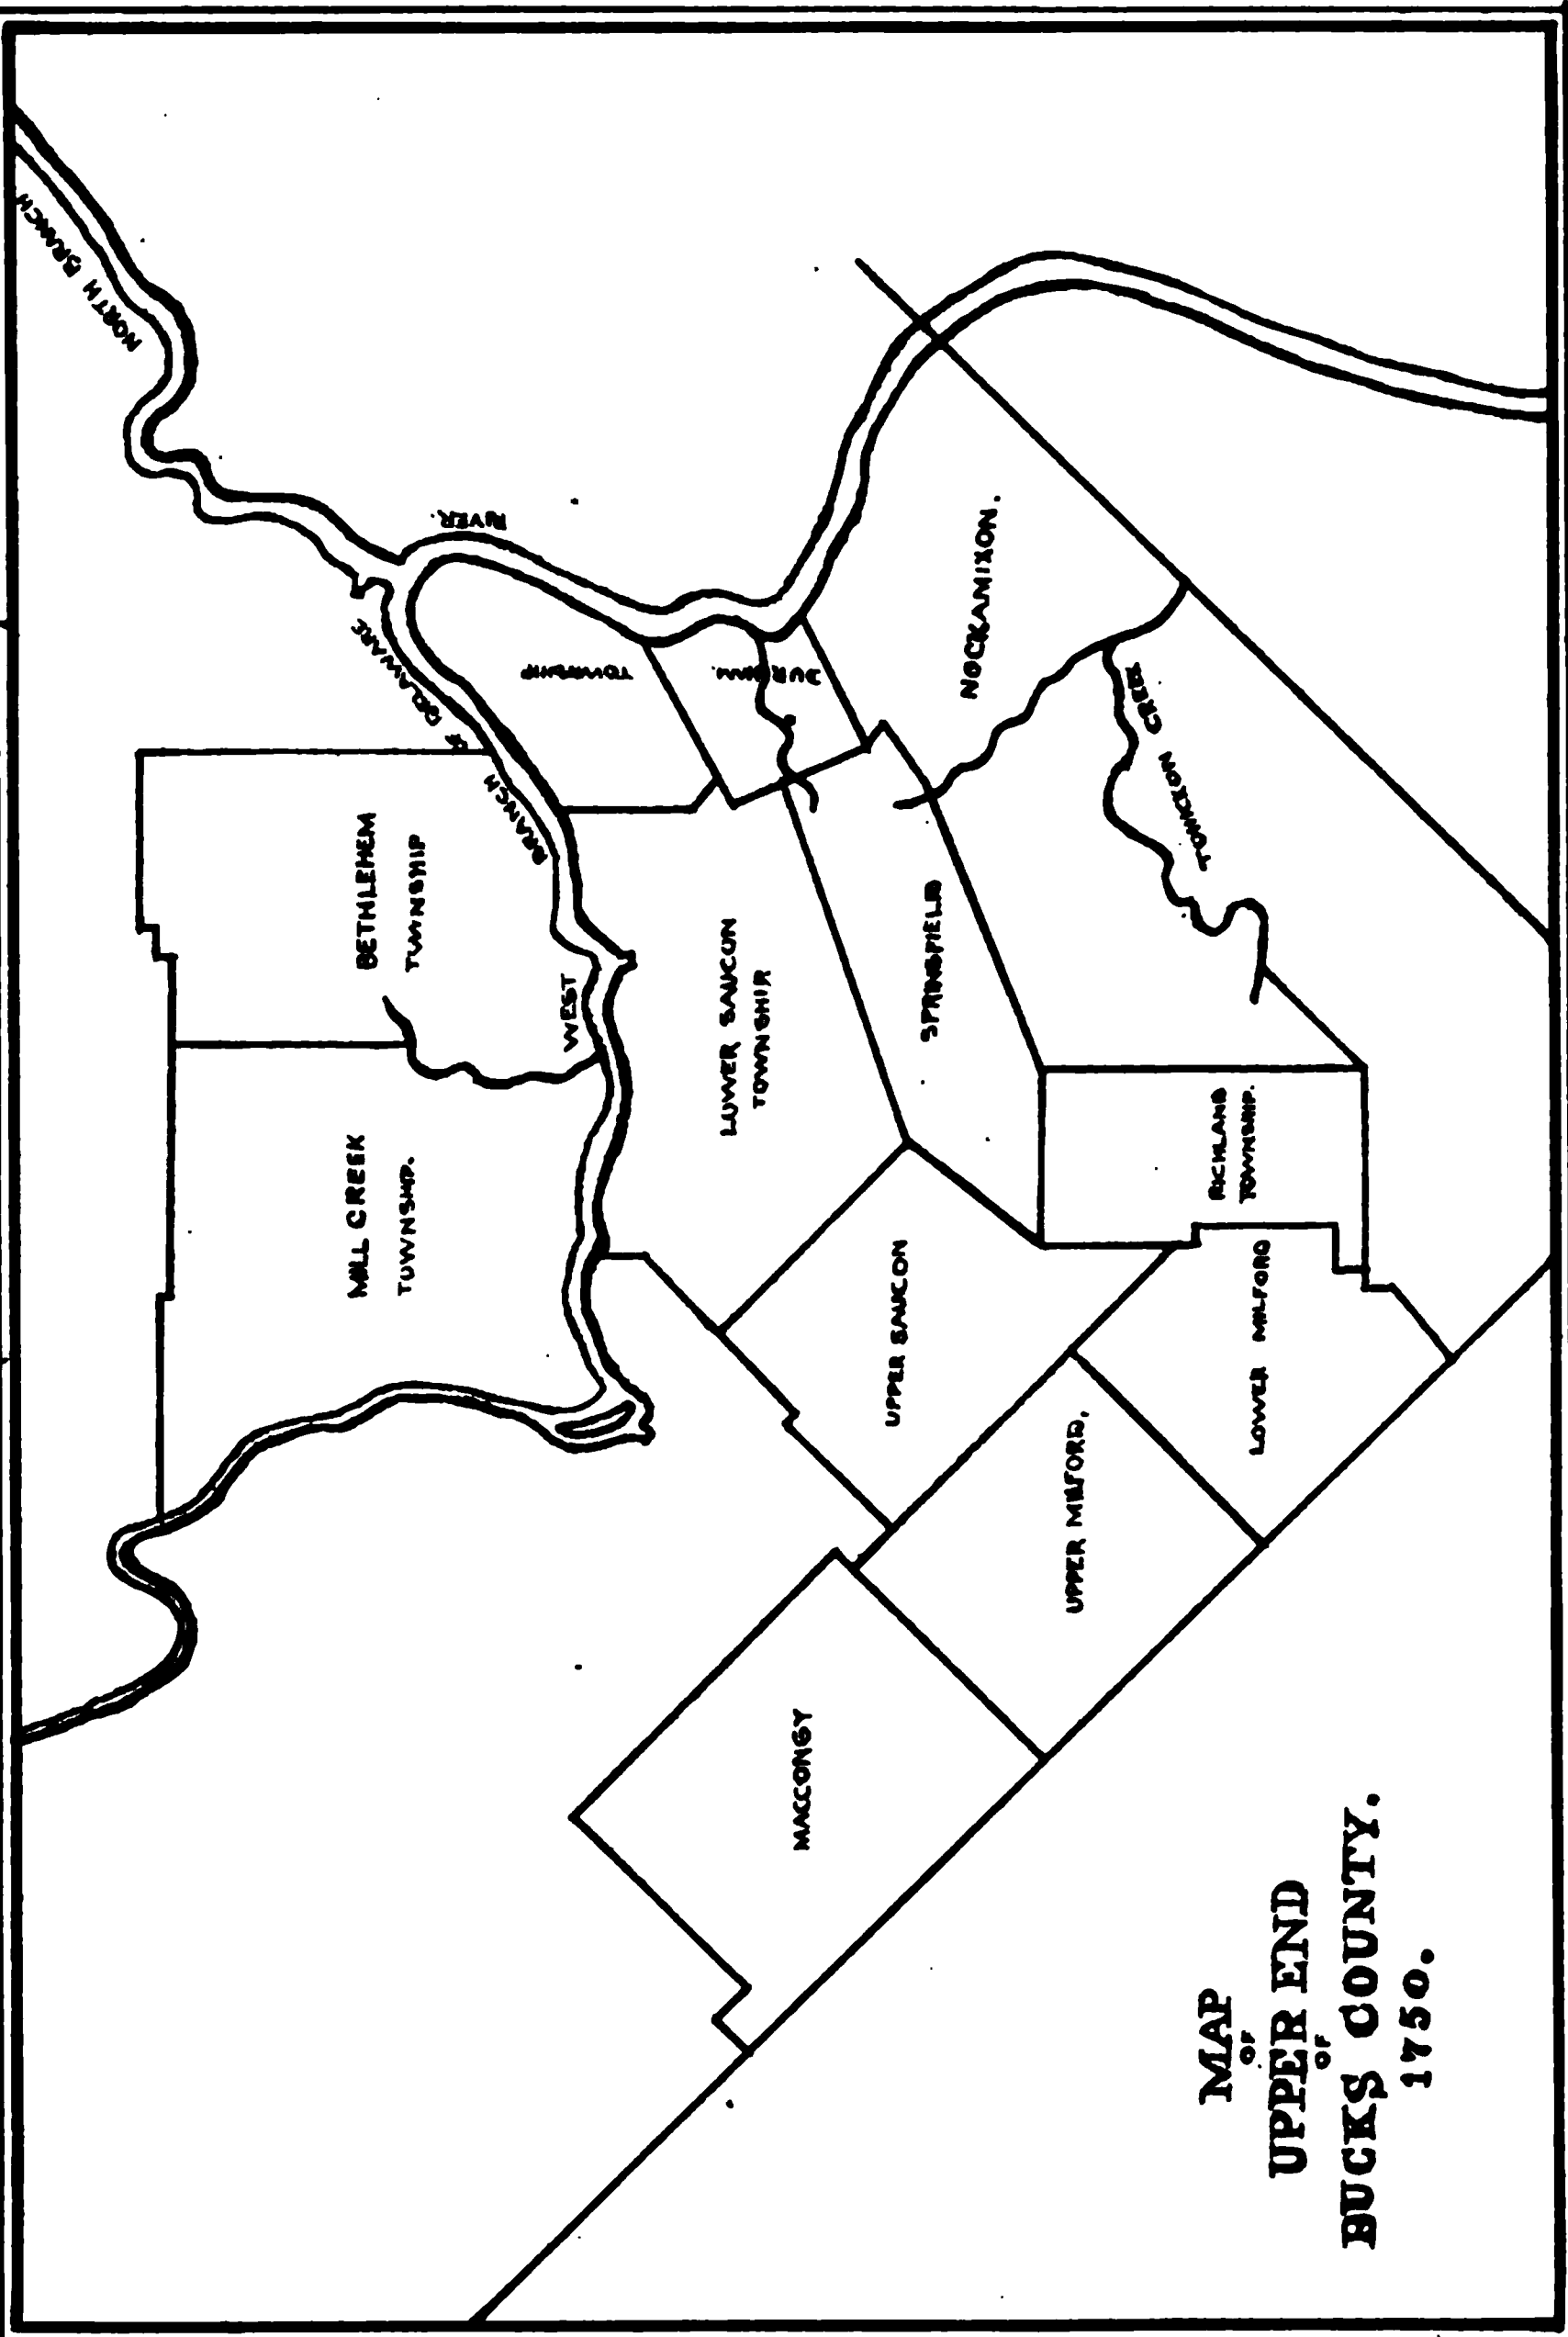 MAP
OF
UPPER END
OF
BUCKS COUNTY.
1750.
NORTH BRANCH
RIVER.
DELAWARE
TOWNSHIP
DURHAM
NOCKAMIXON.
CREEK
TOHICKON
BETHLEHEM
TOWNSHIP
WEST
BRANCH
LOWER SAUCON
TOWNSHIP
SPRINGFIELD
MILL CREEK
TOWNSHIP.
RICHLAND
TOWNSHIP.
UPPER SAUCON
LOWER MILFORD
UPPER MILFORD,
MACCONGY